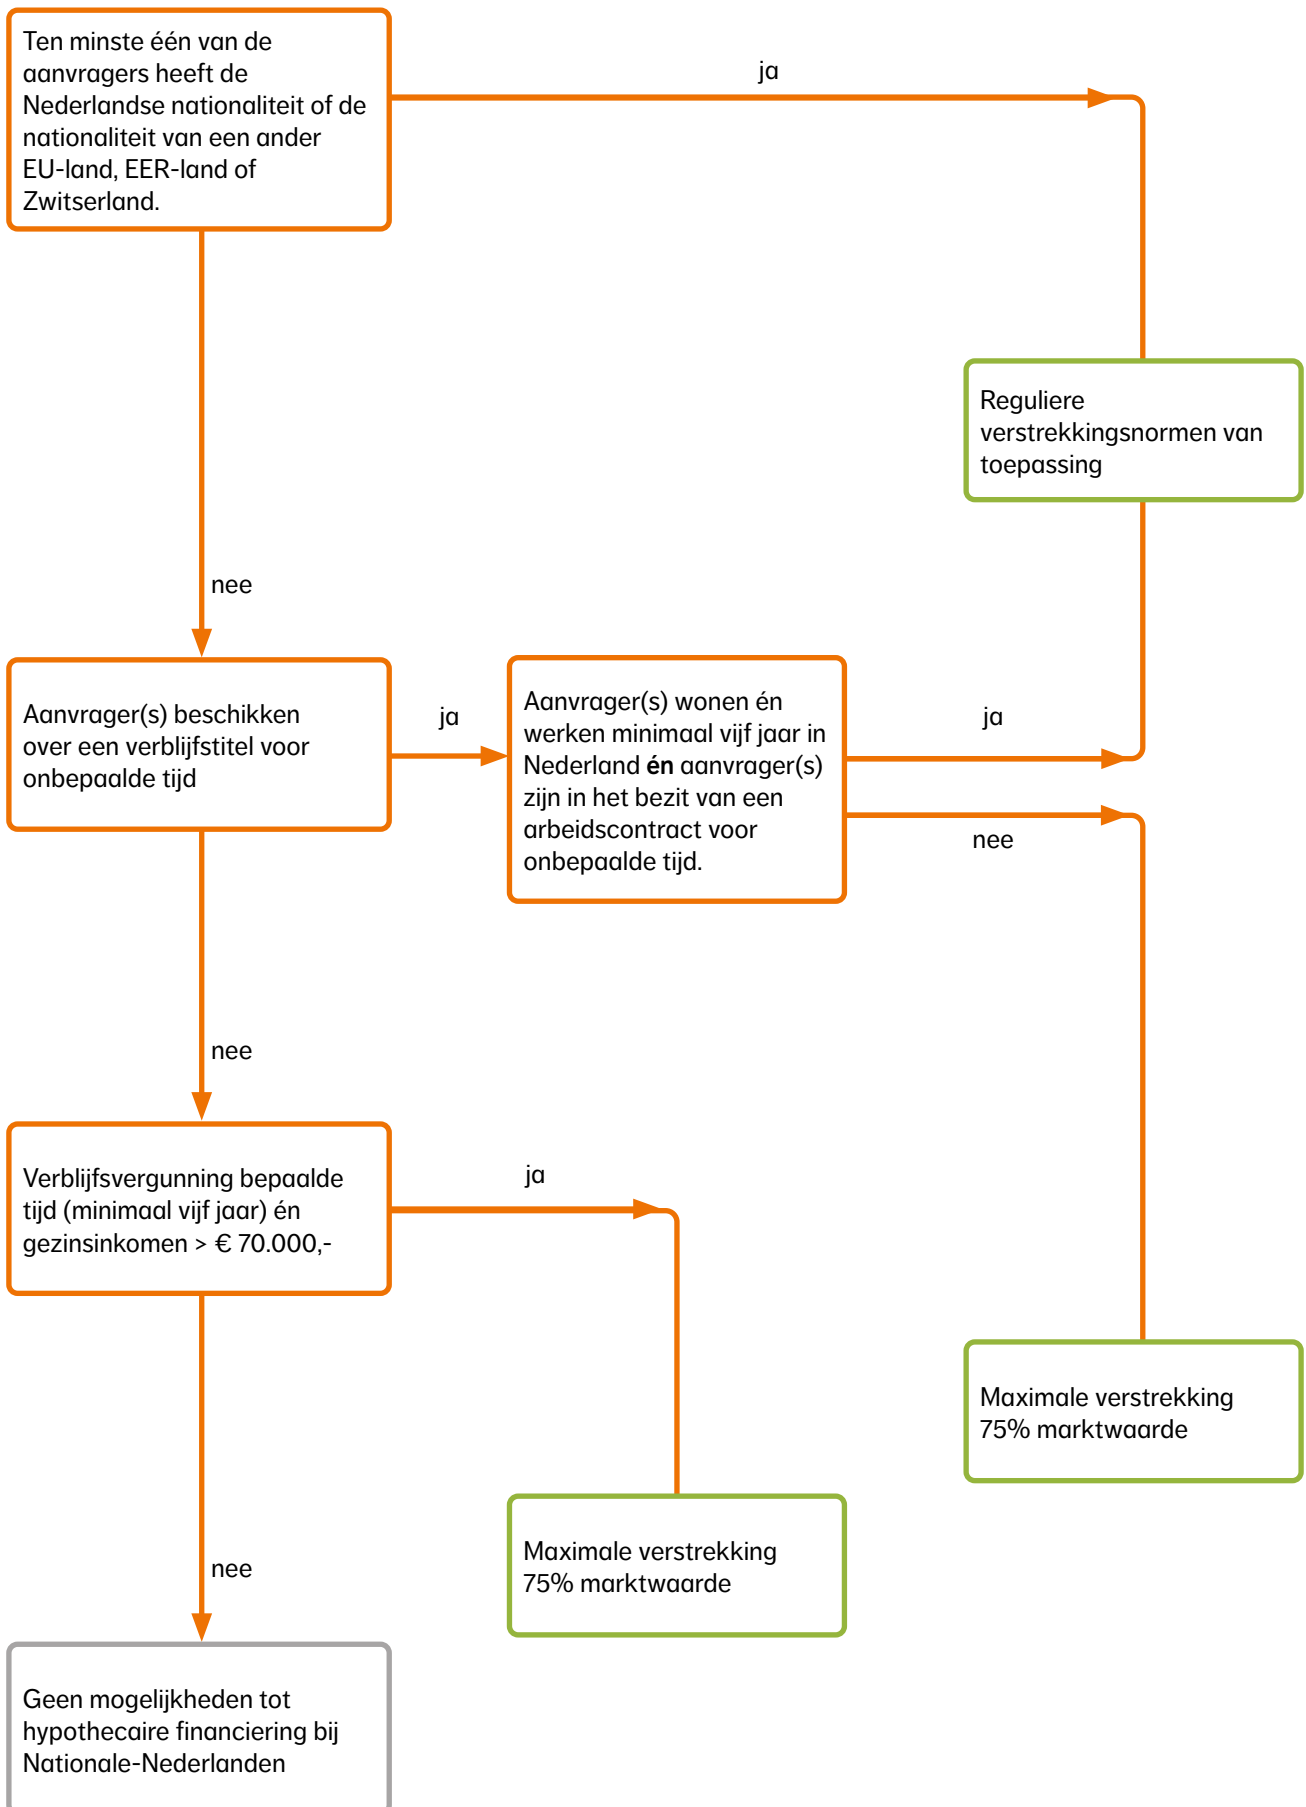 Ten minste één van de
aanvragers heeft de
Nederlandse nationaliteit of de
nationaliteit van een ander
EU-land, EER-land of
Zwitserland.
ja
Reguliere
verstrekkingsnormen van
toepassing
nee
Aanvrager(s) beschikken
over een verblijfstitel voor
onbepaalde tijd
ja
Aanvrager(s) wonen én
werken minimaal vijf jaar in
Nederland én aanvrager(s)
zijn in het bezit van een
arbeidscontract voor
onbepaalde tijd.
ja
nee
nee
Verblijfsvergunning bepaalde
tijd (minimaal vijf jaar) én
gezinsinkomen > € 70.000,-
ja
Maximale verstrekking
75% marktwaarde
Maximale verstrekking
75% marktwaarde
nee
Geen mogelijkheden tot
hypothecaire financiering bij
Nationale-Nederlanden